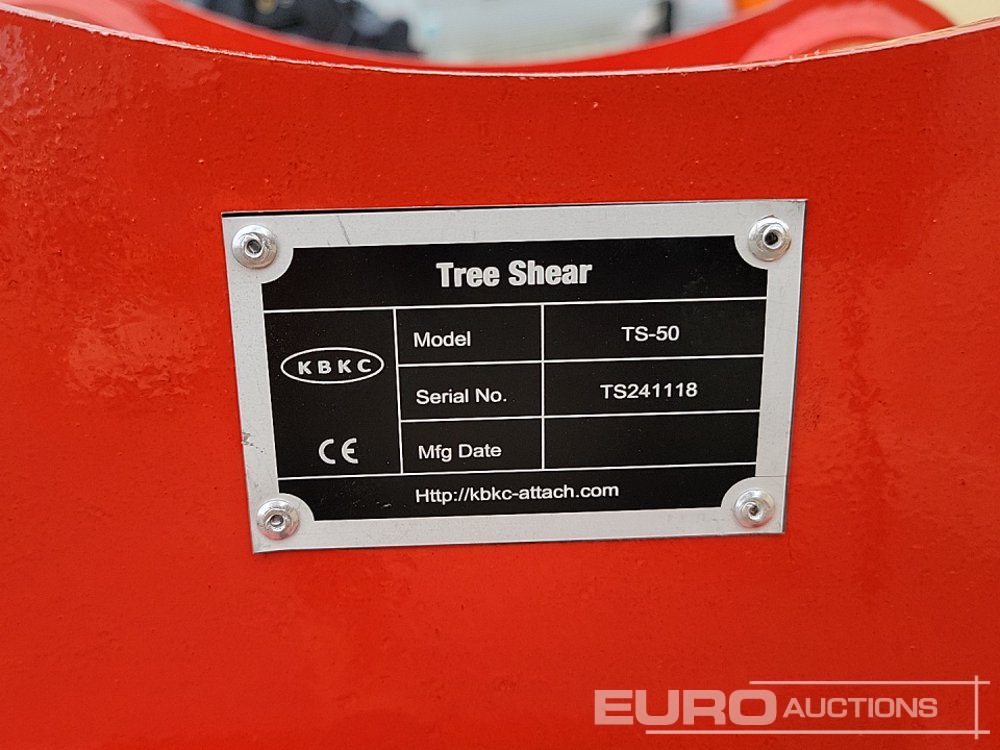 Tree Shear
KBKC
CE
Model TS-50
Serial No. TS241118
Mfg Date
Http://kbkc-attach.com
EURO AUCTIONS